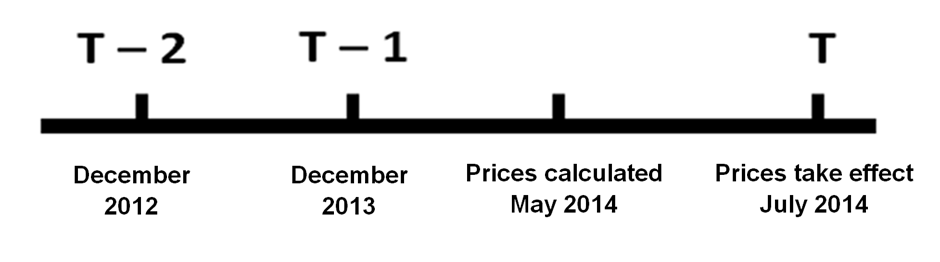 T – 2
T – 1
T
December
2012
December
2013
Prices calculated
May 2014
Prices take effect
July 2014